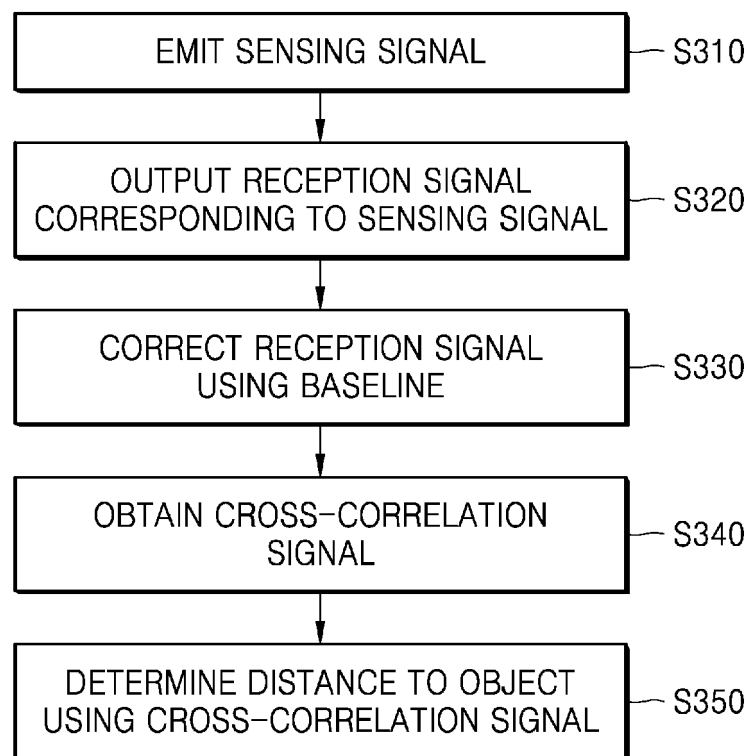 EMIT SENSING SIGNAL
S310
OUTPUT RECEPTION SIGNAL
CORRESPONDING TO SENSING SIGNAL
S320
CORRECT RECEPTION SIGNAL
USING BASELINE
S330
OBTAIN CROSS-CORRELATION
SIGNAL
S340
DETERMINE DISTANCE TO OBJECT
USING CROSS-CORRELATION SIGNAL
S350